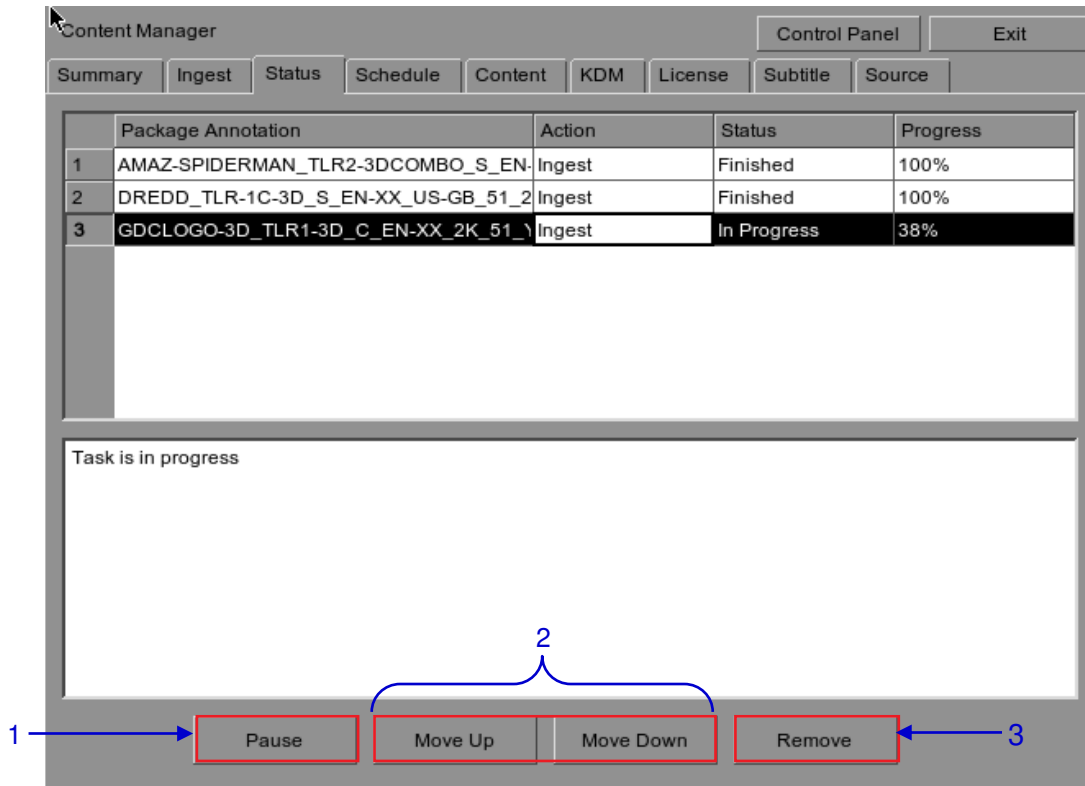 Content Manager Control Panel Exit
Summary Ingest Status Schedule Content KDM License Subtitle Source
Package Annotation Action Status Progress
1 AMAZ-SPIDERMAN_TLR2-3DCOMBO_S_EN- Ingest Finished 100%
2 DREDD_TLR-1C-3D_S_EN-XX_US-GB_51_2 Ingest Finished 100%
3 GDCLOGO-3D_TLR1-3D_C_EN-XX_2K_51_Y Ingest In Progress 38%
Task is in progress
2
1 Pause Move Up Move Down Remove 3